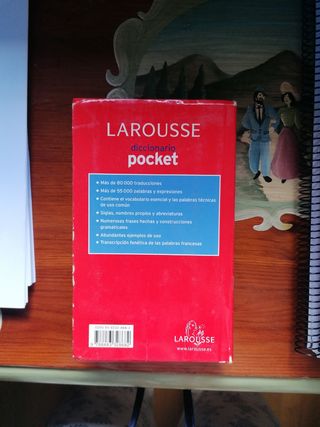 LAROUSSE
diccionario
pocket
• Más de 80 000 traducciones
• Más de 55 000 palabras y expresiones
• Contiene el vocabulario esencial y las palabras técnicas
de uso común
• Siglas, nombres propios y abreviaturas
• Numerosas frases hechas y construcciones
gramaticales
• Abundantes ejemplos de uso
• Transcripción fonética de las palabras francesas
LAROUSSE
www.larousse.es